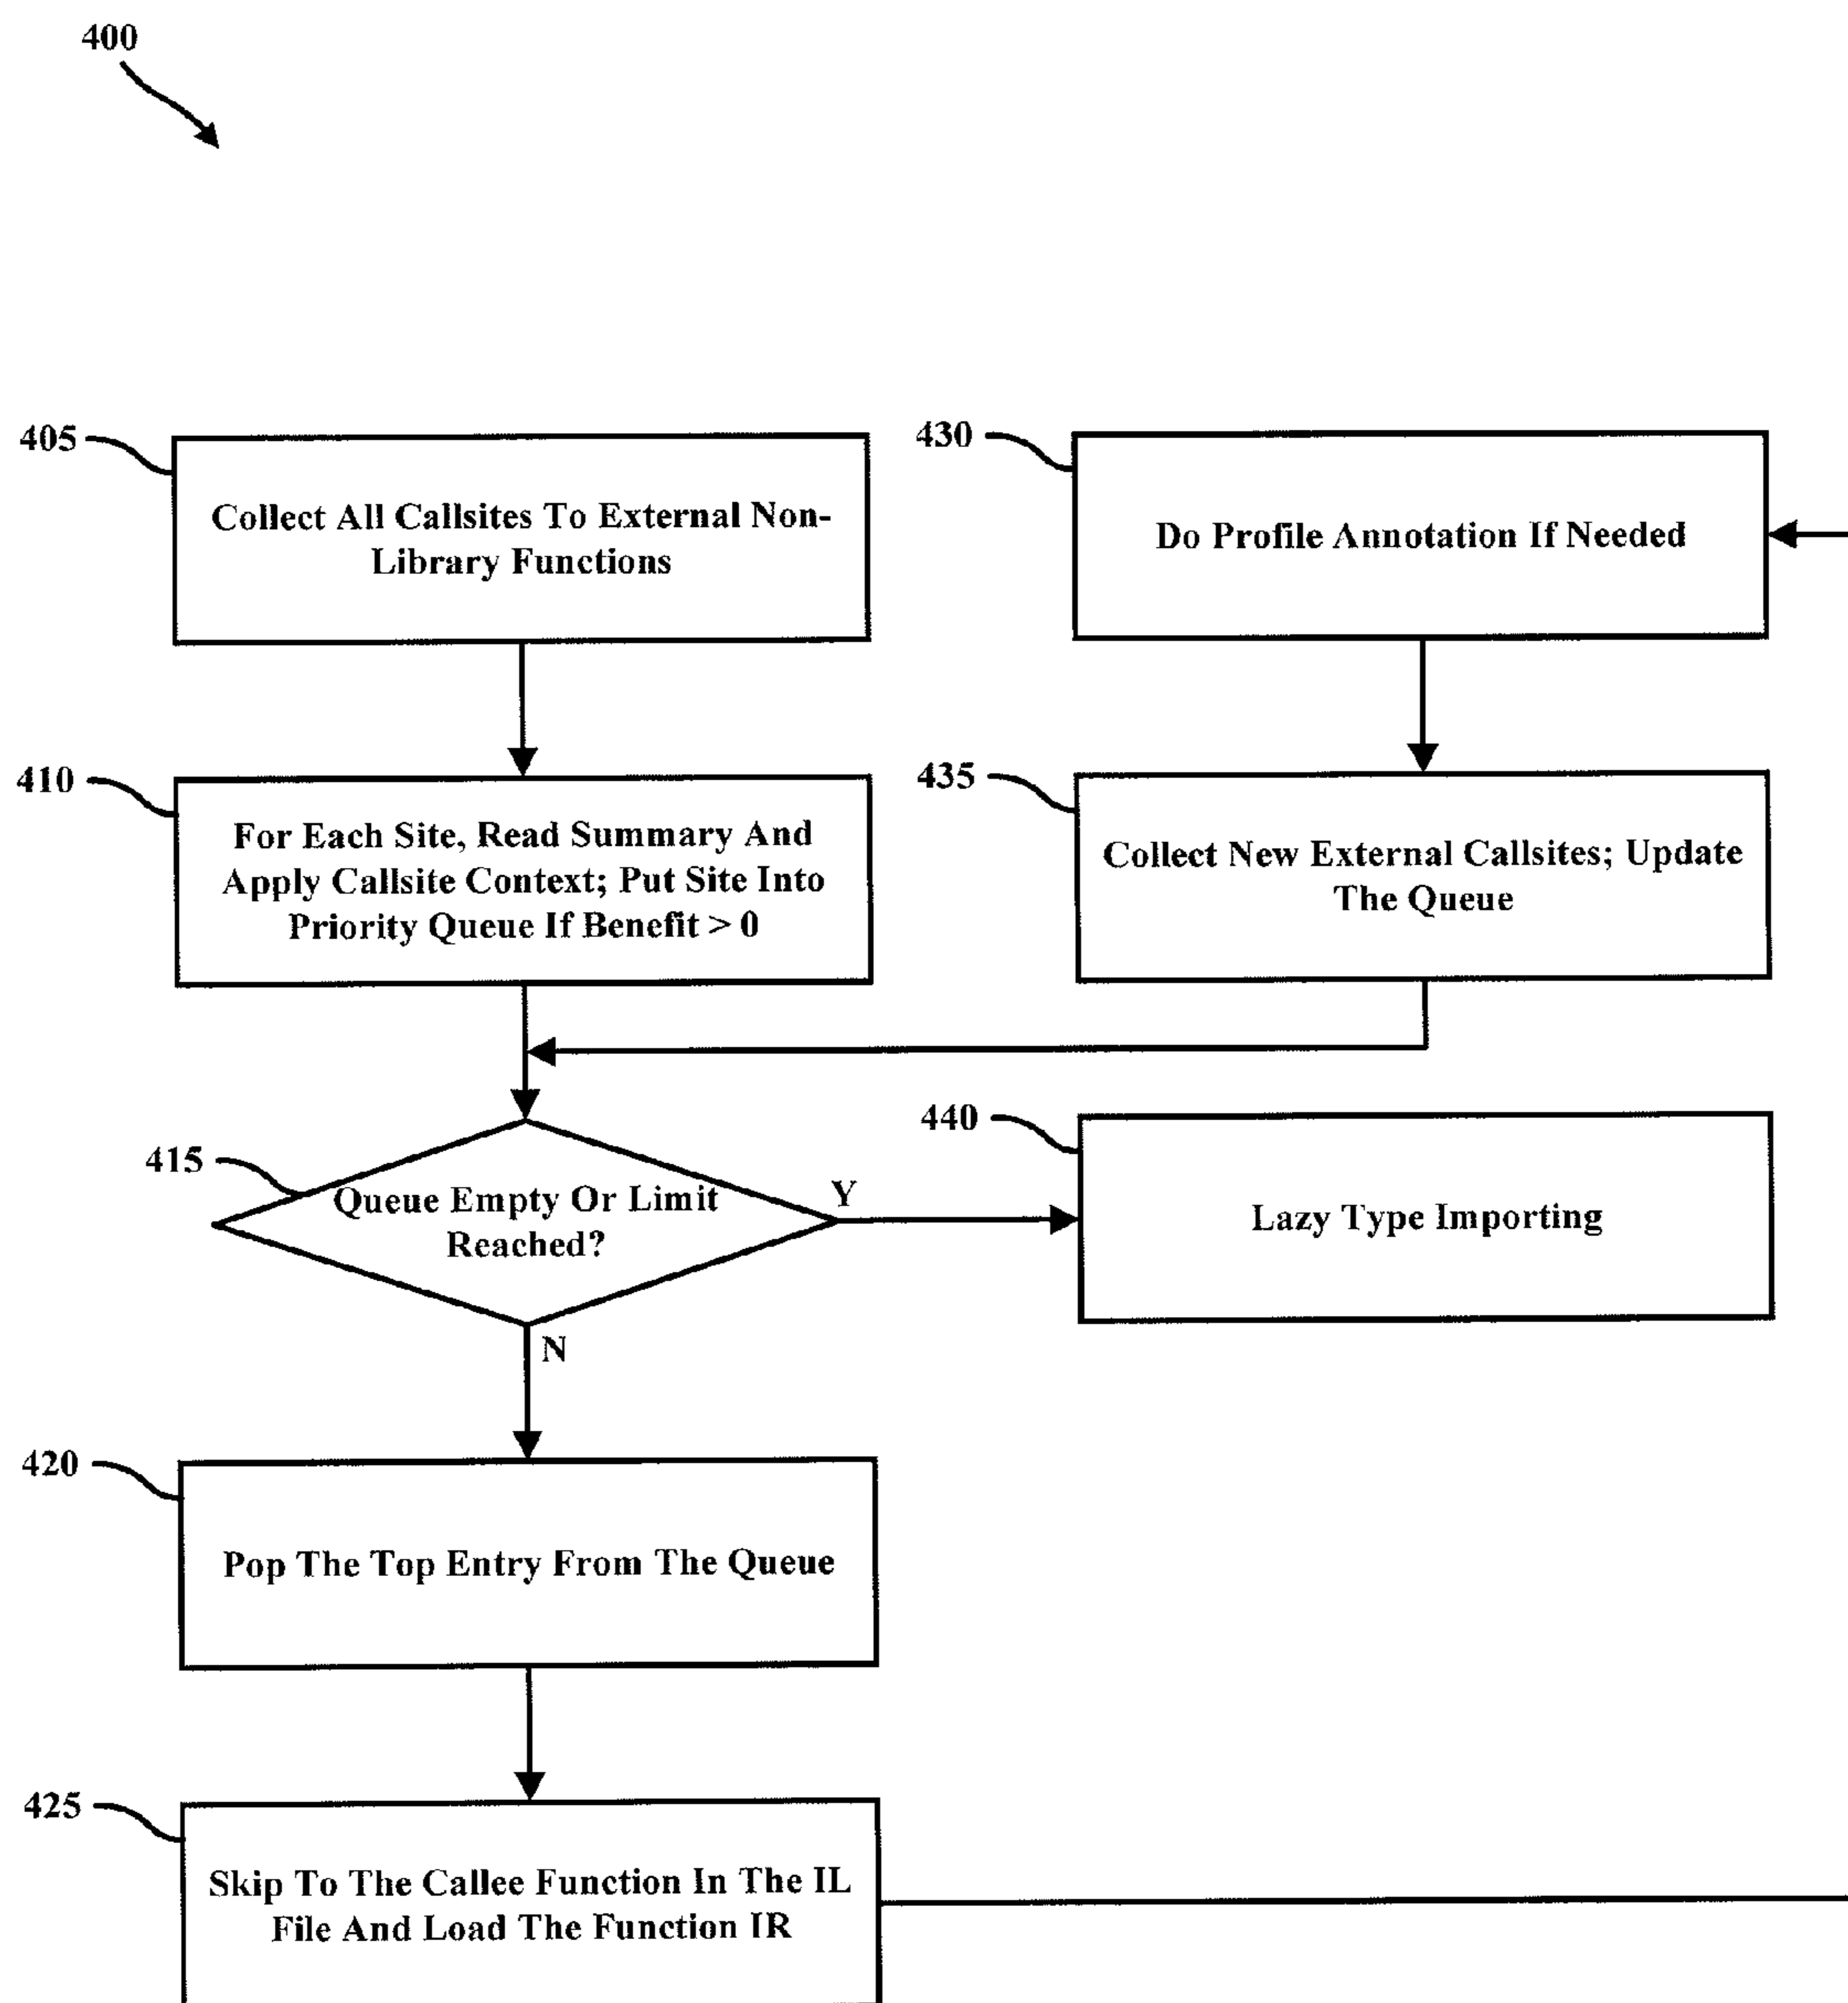 400
405
Collect All Callsites To External Non-
Library Functions
410
For Each Site, Read Summary And
Apply Callsite Context; Put Site Into
Priority Queue If Benefit > 0
415
Queue Empty Or Limit
Reached?
Y
N
420
Pop The Top Entry From The Queue
425
Skip To The Callee Function In The IL
File And Load The Function IR
430
Do Profile Annotation If Needed
435
Collect New External Callsites; Update
The Queue
440
Lazy Type Importing